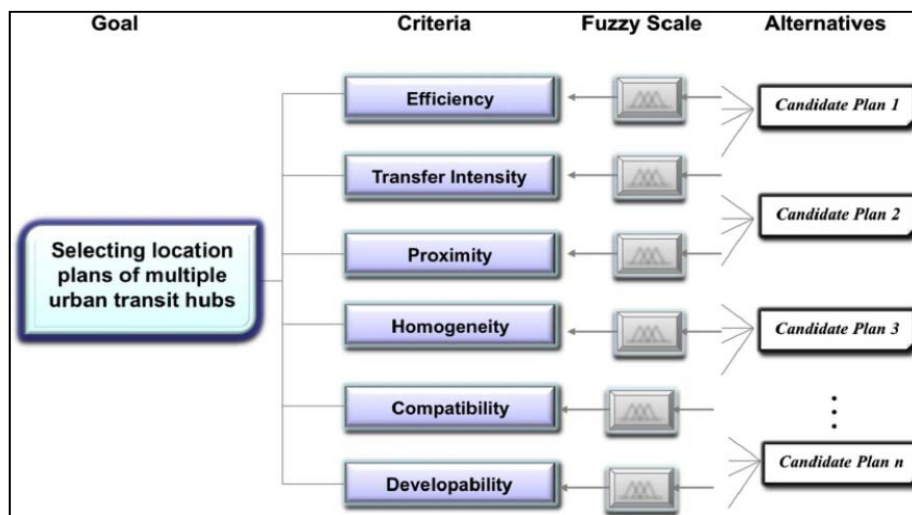 Goal Criteria Fuzzy Scale Alternatives
Efficiency
Candidate Plan 1
Transfer Intensity
Candidate Plan 2
Selecting location
plans of multiple
urban transit hubs
Proximity
Homogeneity
Candidate Plan 3
Compatibility
Candidate Plan n
Developability